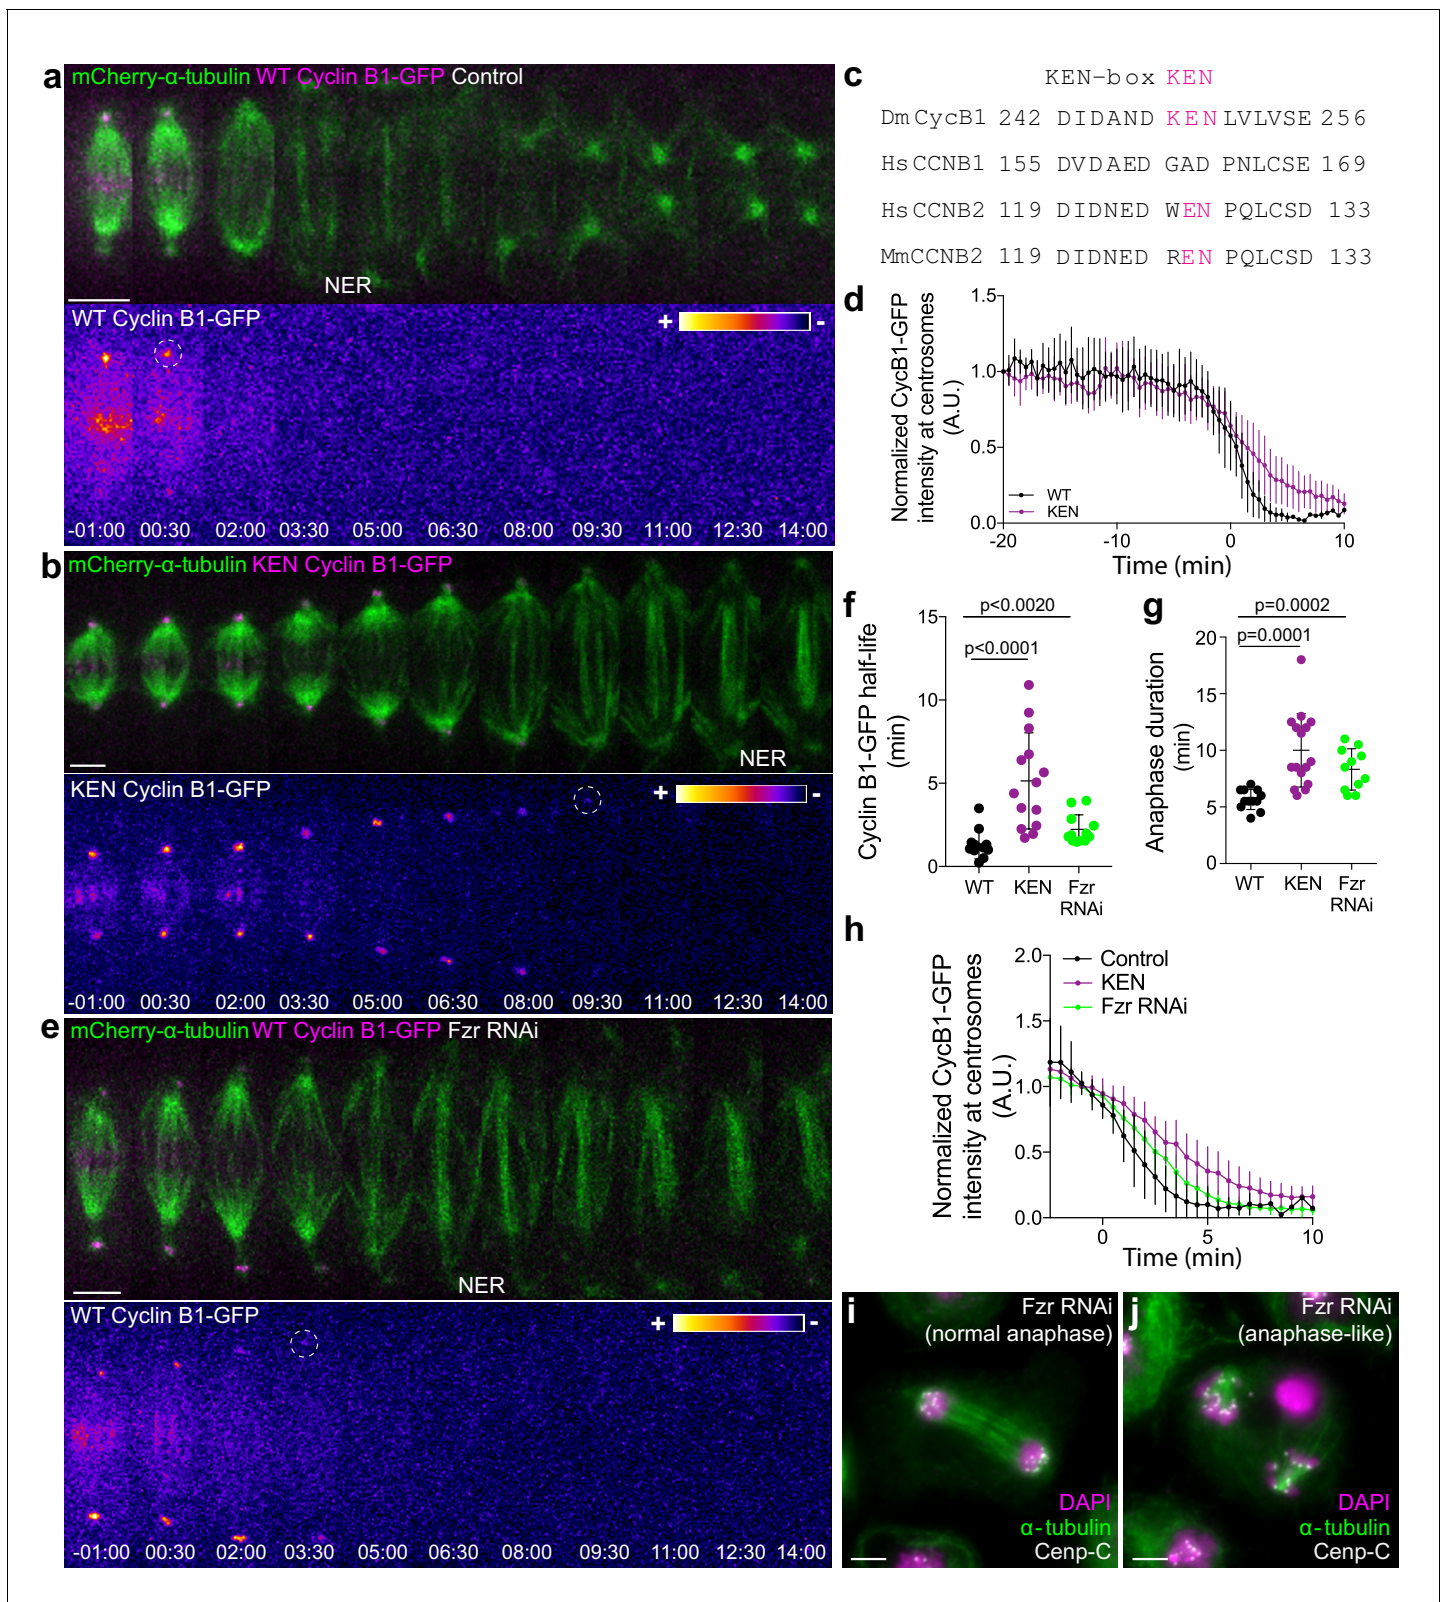 a
mCherry-α-tubulin WT Cyclin B1-GFP Control
NER
WT Cyclin B1-GFP
+ -
-01:00 00:30 02:00 03:30 05:00 06:30 08:00 09:30 11:00 12:30 14:00
b
mCherry-α-tubulin KEN Cyclin B1-GFP
NER
KEN Cyclin B1-GFP
+ -
-01:00 00:30 02:00 03:30 05:00 06:30 08:00 09:30 11:00 12:30 14:00
c
KEN-box KEN
DmCycB1 242 DIDAND KEN LVLVSE 256
HsCCNB1 155 DVDAED GAD PNLCSE 169
HsCCNB2 119 DIDNED WEN PQLCSD 133
MmCCNB2 119 DIDNED REN PQLCSD 133
d
Normalized CycB1-GFP
intensity at centrosomes
(A.U.)
1.5
1.0
0.5
0.0
WT
KEN
-20 -10 0 10
Time (min)
e
mCherry-α-tubulin WT Cyclin B1-GFP Fzr RNAi
NER
WT Cyclin B1-GFP
+ -
-01:00 00:30 02:00 03:30 05:00 06:30 08:00 09:30 11:00 12:30 14:00
f
Cyclin B1-GFP half-life
(min)
p<0.0020
p<0.0001
15
10
5
0
WT KEN Fzr
RNAi
g
Anaphase duration
(min)
p=0.0002
p=0.0001
20
15
10
5
0
WT KEN Fzr
RNAi
h
Normalized CycB1-GFP
intensity at centrosomes
(A.U.)
2.0
1.5
1.0
0.5
0.0
Control
KEN
Fzr RNAi
0 5 10
Time (min)
i
Fzr RNAi
(normal anaphase)
DAPI
α-tubulin
Cenp-C
j
Fzr RNAi
(anaphase-like)
DAPI
α-tubulin
Cenp-C